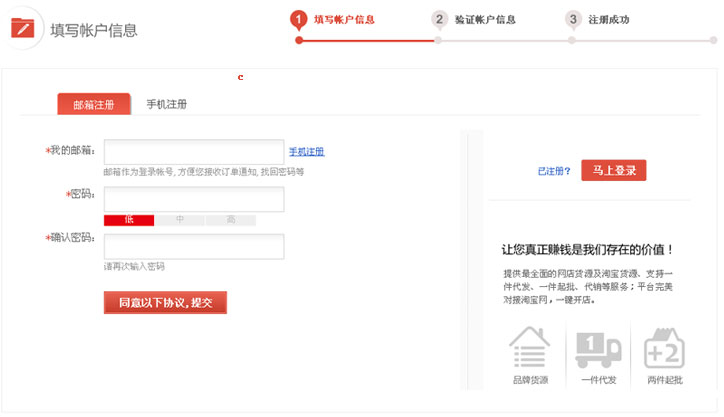 填写帐户信息
1 填写帐户信息
2 验证帐户信息
3 注册成功
c
邮箱注册
手机注册
*我的邮箱：
手机注册
邮箱作为登录帐号, 方便您接收订单通知, 找回密码等
*密码：
低
中
高
*确认密码：
请再次输入密码
同意以下协议, 提交
已注册？
马上登录
让您真正赚钱是我们存在的价值！
提供最全面的网店货源及淘宝货源、支持一
件代发、一件起批、代销等服务；平台完美
对接淘宝网，一键开店。
1
+2
品牌货源
一件代发
两件起批